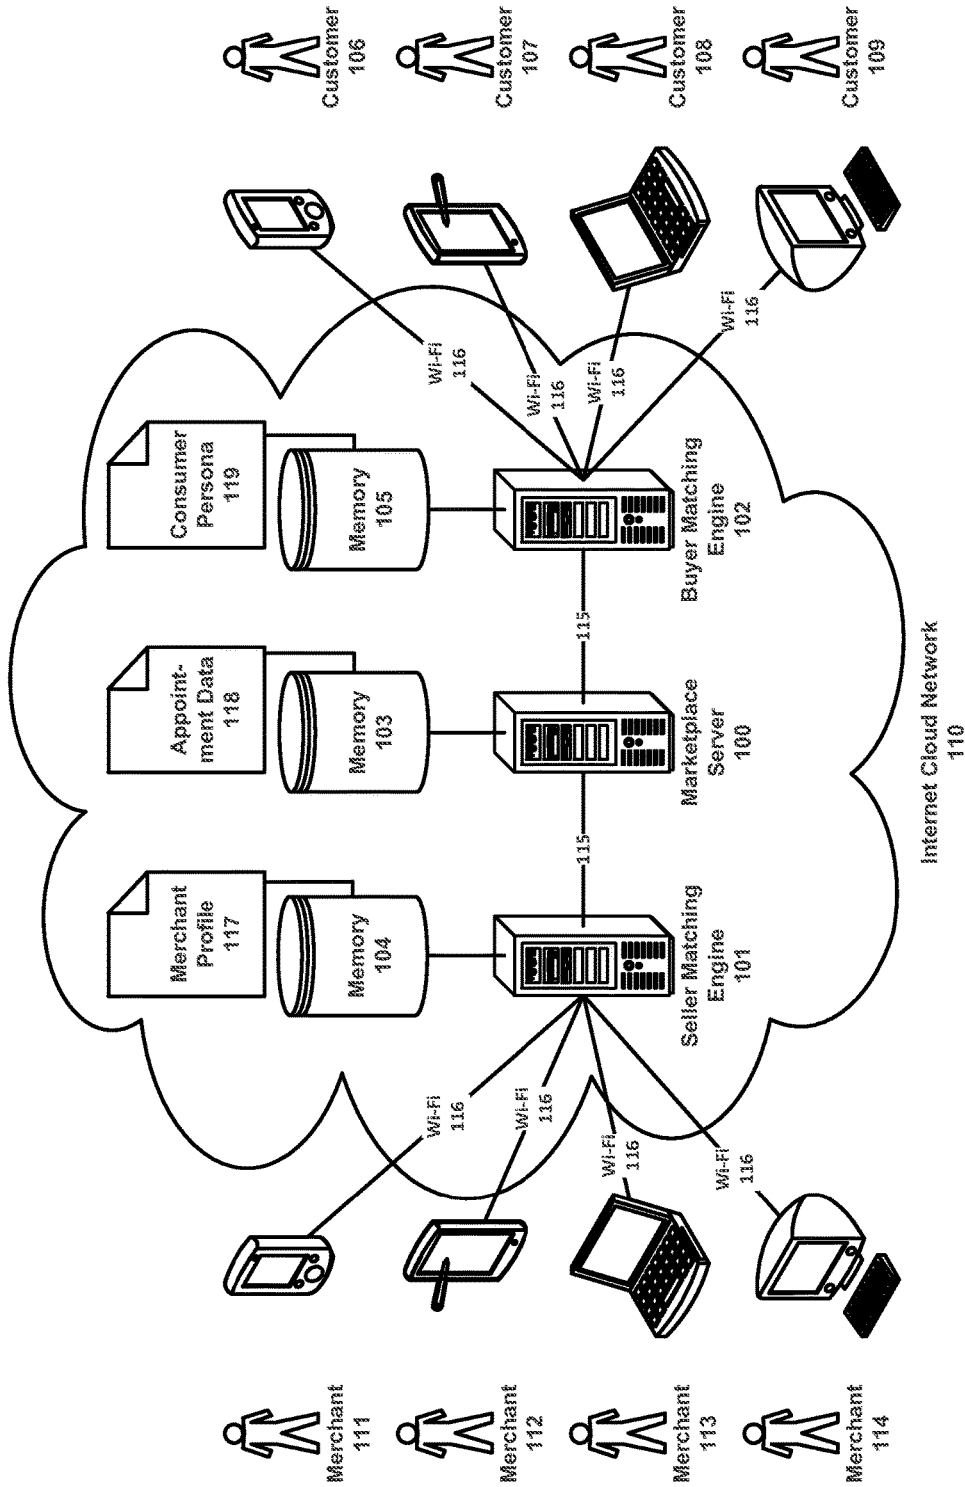 Merchant
Profile
117
Appoint-
ment Data
118
Consumer
Persona
119
Memory
104
Memory
103
Memory
105
Merchant
111
Merchant
112
Merchant
113
Merchant
114
Wi-Fi
116
Wi-Fi
116
Wi-Fi
116
Wi-Fi
116
Seller Matching
Engine
101
115
Marketplace
Server
100
115
Buyer Matching
Engine
102
Wi-Fi
116
Wi-Fi
116
Wi-Fi
116
Wi-Fi
116
Customer
106
Customer
107
Customer
108
Customer
109
Internet Cloud Network
110